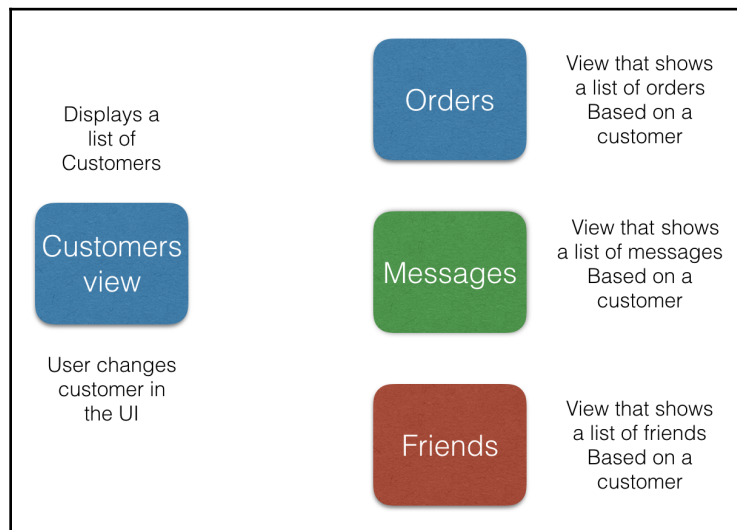 Displays a
list of
Customers
Customers
view
User changes
customer in
the UI
Orders
View that shows
a list of orders
Based on a
customer
Messages
View that shows
a list of messages
Based on a
customer
Friends
View that shows
a list of friends
Based on a
customer